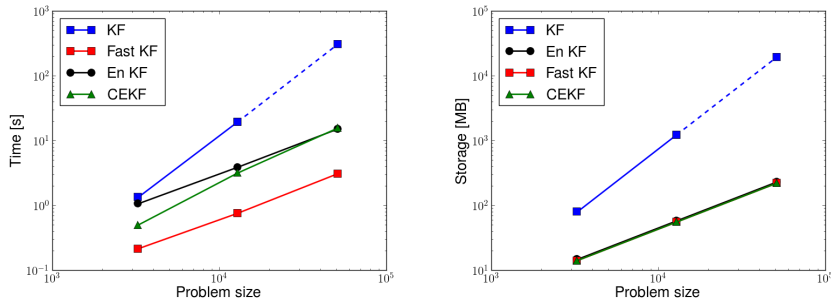 10^3
10^2
10^1
10^0
10^-1
Time [s]
KF
Fast KF
En KF
CEKF
10^3
10^4
10^5
Problem size
10^5
10^4
10^3
10^2
10^1
Storage [MB]
KF
En KF
Fast KF
CEKF
10^3
10^4
10^5
Problem size